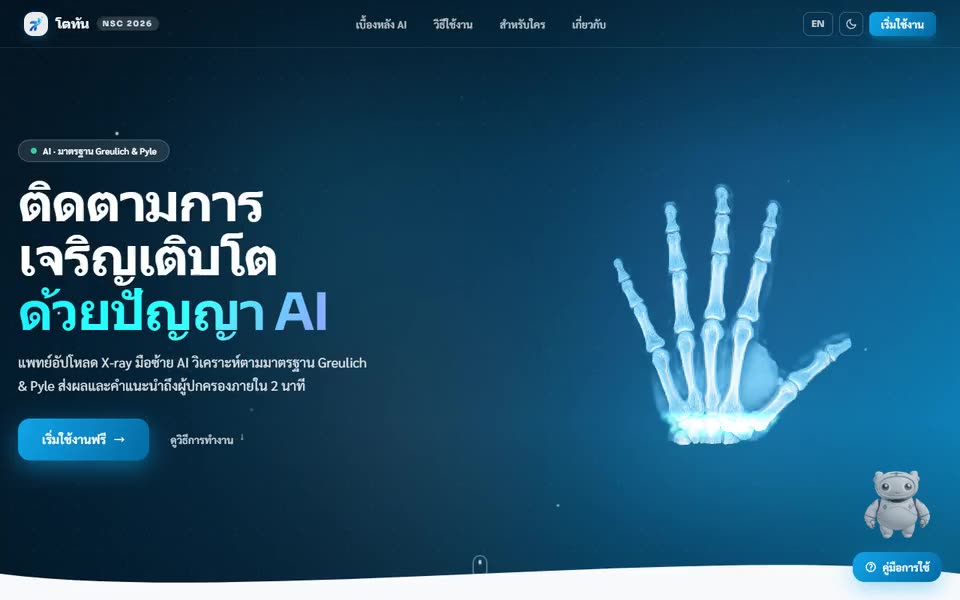 โตทัน NSC 2026
เบื้องหลัง AI วิธีใช้งาน สำหรับใคร เกี่ยวกับ
EN เริ่มใช้งาน
AI · มาตรฐาน Greulich & Pyle
ติดตามการ
เจริญเติบโต
ด้วยปัญญา AI
แพทย์อัปโหลด X-ray มือซ้าย AI วิเคราะห์ตามมาตรฐาน Greulich
& Pyle ส่งผลและคำแนะนำถึงผู้ปกครองภายใน 2 นาที
เริ่มใช้งานฟรี →
ดูวิธีการทำงาน ↓
คู่มือการใช้